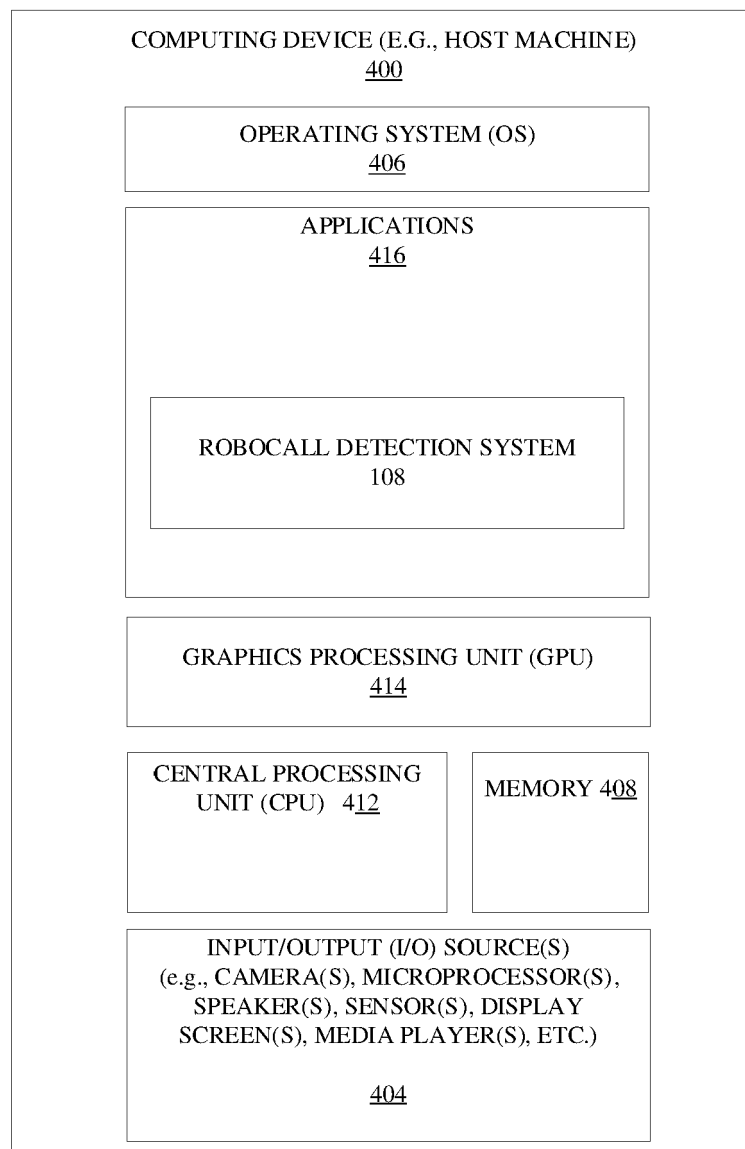 COMPUTING DEVICE (E.G., HOST MACHINE)
400
OPERATING SYSTEM (OS)
406
APPLICATIONS
416
ROBOCALL DETECTION SYSTEM
108
GRAPHICS PROCESSING UNIT (GPU)
414
CENTRAL PROCESSING
UNIT (CPU) 412
MEMORY 408
INPUT/OUTPUT (I/O) SOURCE(S)
(e.g., CAMERA(S), MICROPROCESSOR(S),
SPEAKER(S), SENSOR(S), DISPLAY
SCREEN(S), MEDIA PLAYER(S), ETC.)
404